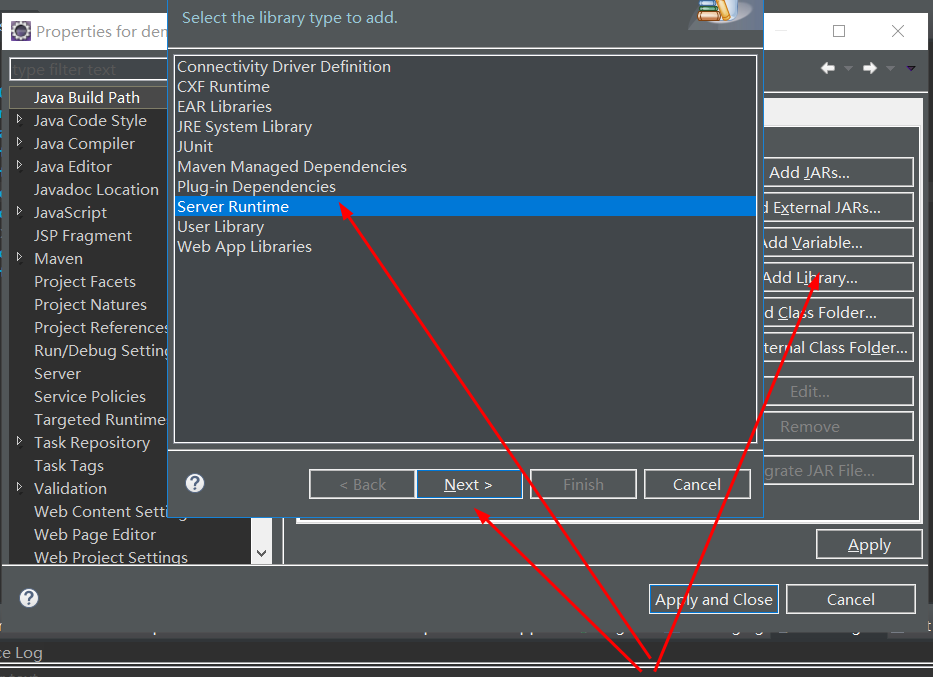 Select the library type to add.
Properties for den
type filter text
Java Build Path
Java Code Style
Java Compiler
Java Editor
Javadoc Location
JavaScript
JSP Fragment
Maven
Project Facets
Project Natures
Project References
Run/Debug Setting
Server
Service Policies
Targeted Runtime
Task Repository
Task Tags
Validation
Web Content Setti
Web Page Editor
Web Project Settings
Connectivity Driver Definition
CXF Runtime
EAR Libraries
JRE System Library
JUnit
Maven Managed Dependencies
Plug-in Dependencies
Server Runtime
User Library
Web App Libraries
< Back
Next >
Finish
Cancel
Add JARs...
d External JARs...
Add Variable...
Add Library...
d Class Folder...
ternal Class Folder...
Edit...
Remove
grate JAR File...
Apply
Apply and Close
Cancel
ce Log